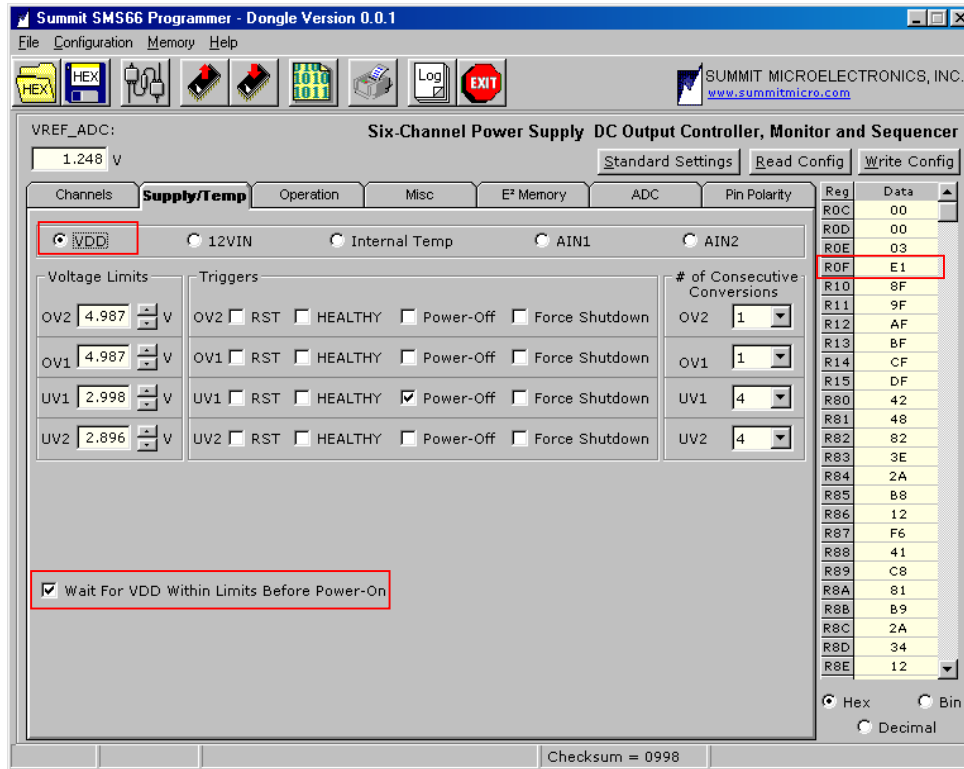 Summit SMS66 Programmer - Dongle Version 0.0.1
File Configuration Memory Help
HEX HEX 110 1010 1011 Log EXIT
SUMMIT MICROELECTRONICS, INC.
www.summitmicro.com
VREF_ADC:
1.248 V
Six-Channel Power Supply DC Output Controller, Monitor and Sequencer
Standard Settings Read Config Write Config
Channels Supply/Temp Operation Misc E² Memory ADC Pin Polarity
VDD 12VIN Internal Temp AIN1 AIN2
Voltage Limits Triggers # of Consecutive
Conversions
OV2 4.987 V OV2 RST HEALTHY Power-Off Force Shutdown OV2 1
OV1 4.987 V OV1 RST HEALTHY Power-Off Force Shutdown OV1 1
UV1 2.998 V UV1 RST HEALTHY Power-Off Force Shutdown UV1 4
UV2 2.896 V UV2 RST HEALTHY Power-Off Force Shutdown UV2 4
Wait For VDD Within Limits Before Power-On
Reg Data
R0C 00
R0D 00
R0E 03
R0F E1
R10 8F
R11 9F
R12 AF
R13 BF
R14 CF
R15 DF
R80 42
R81 48
R82 82
R83 3E
R84 2A
R85 B8
R86 12
R87 F6
R88 41
R89 C8
R8A 81
R8B B9
R8C 2A
R8D 34
R8E 12
Hex Bin
Decimal
Checksum = 0998